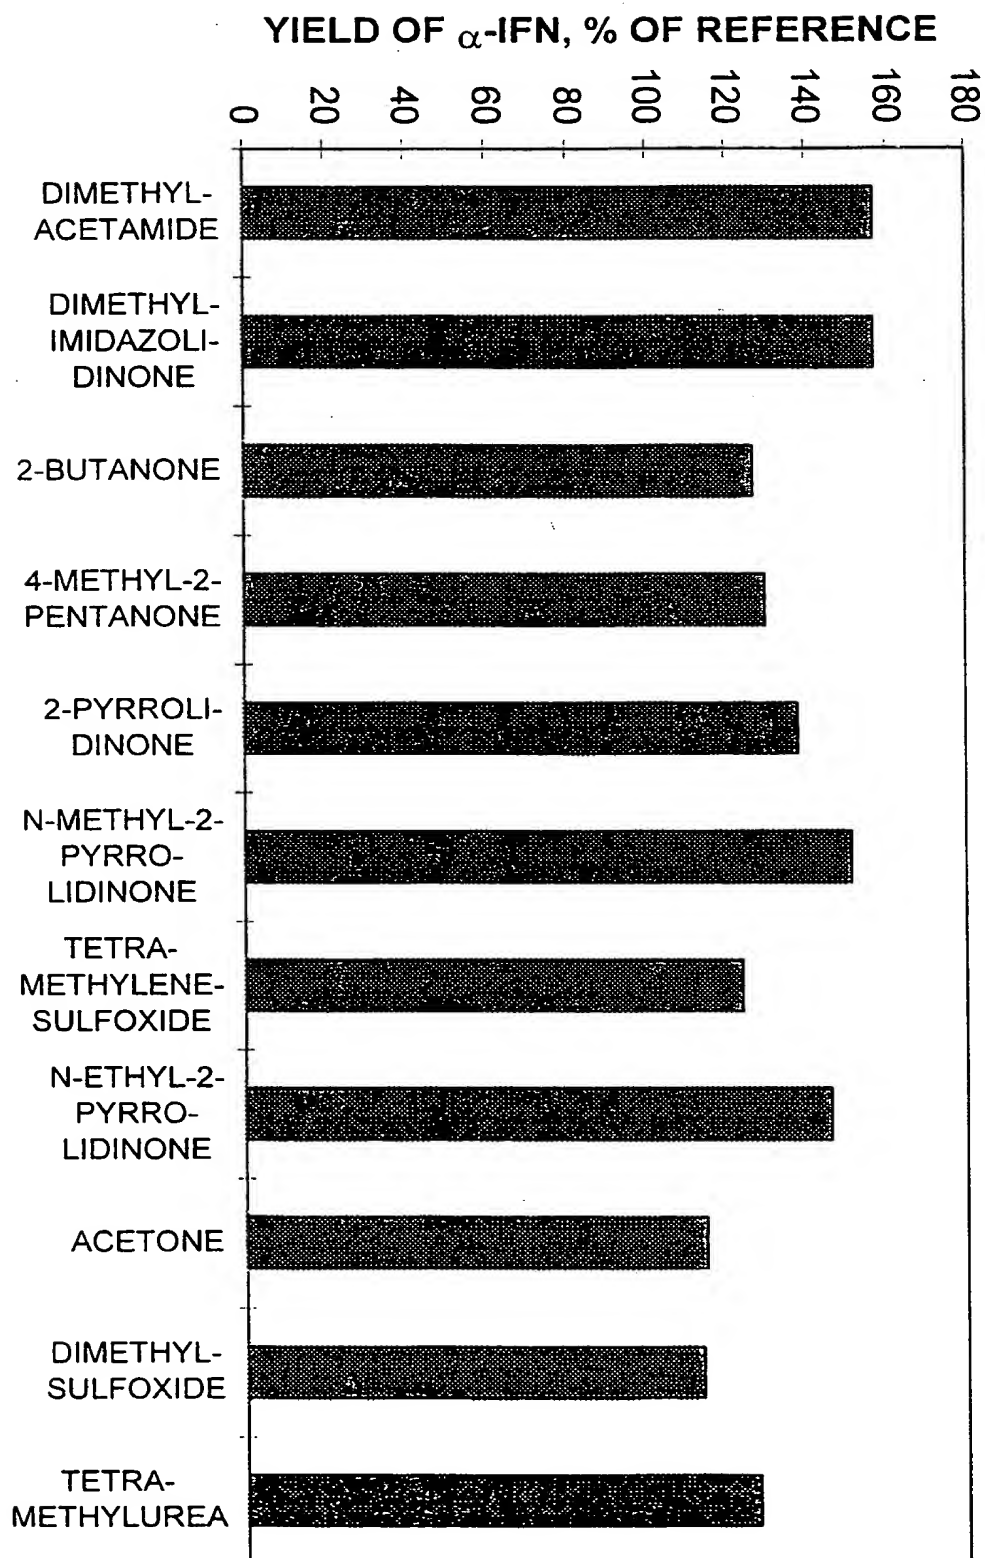 YIELD OF α-IFN, % OF REFERENCE
0
20
40
60
80
100
120
140
160
180
DIMETHYL-
ACETAMIDE
DIMETHYL-
IMIDAZOLI-
DINONE
2-BUTANONE
4-METHYL-2-
PENTANONE
2-PYRROLI-
DINONE
N-METHYL-2-
PYRRO-
LIDINONE
TETRA-
METHYLENE-
SULFOXIDE
N-ETHYL-2-
PYRRO-
LIDINONE
ACETONE
DIMETHYL-
SULFOXIDE
TETRA-
METHYLUREA